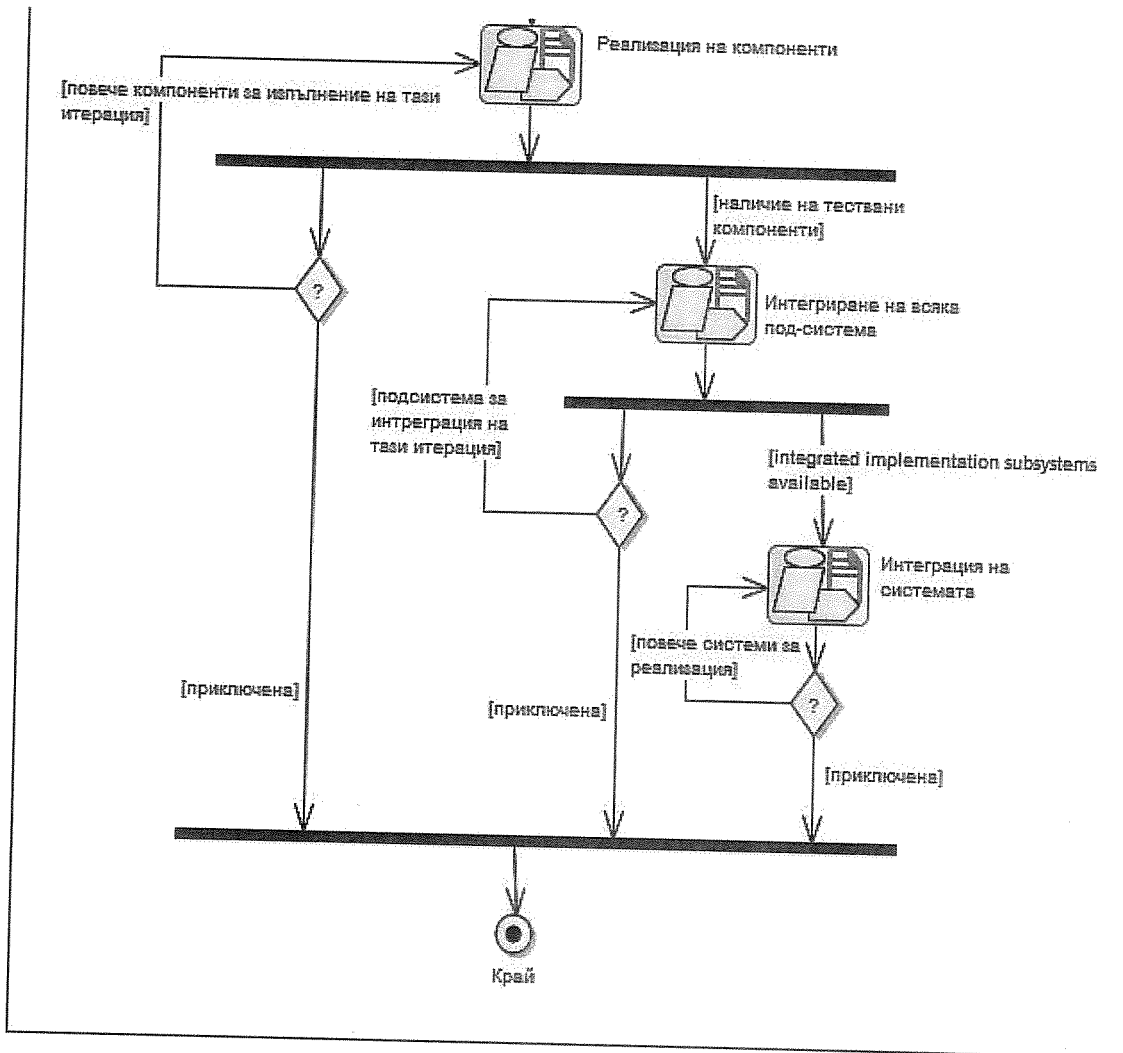 Реализация на компоненти
[повече компоненти за изпълнение на тази
итерация]
[наличие на тествани
компоненти]
?
Интегриране на всяка
под-система
[подсистема за
интреграция на
тази итерация]
[integrated implementation subsystems
available]
?
Интеграция на
системата
[повече системи за
реализация]
[приключена]
[приключена]
?
[приключена]
Край